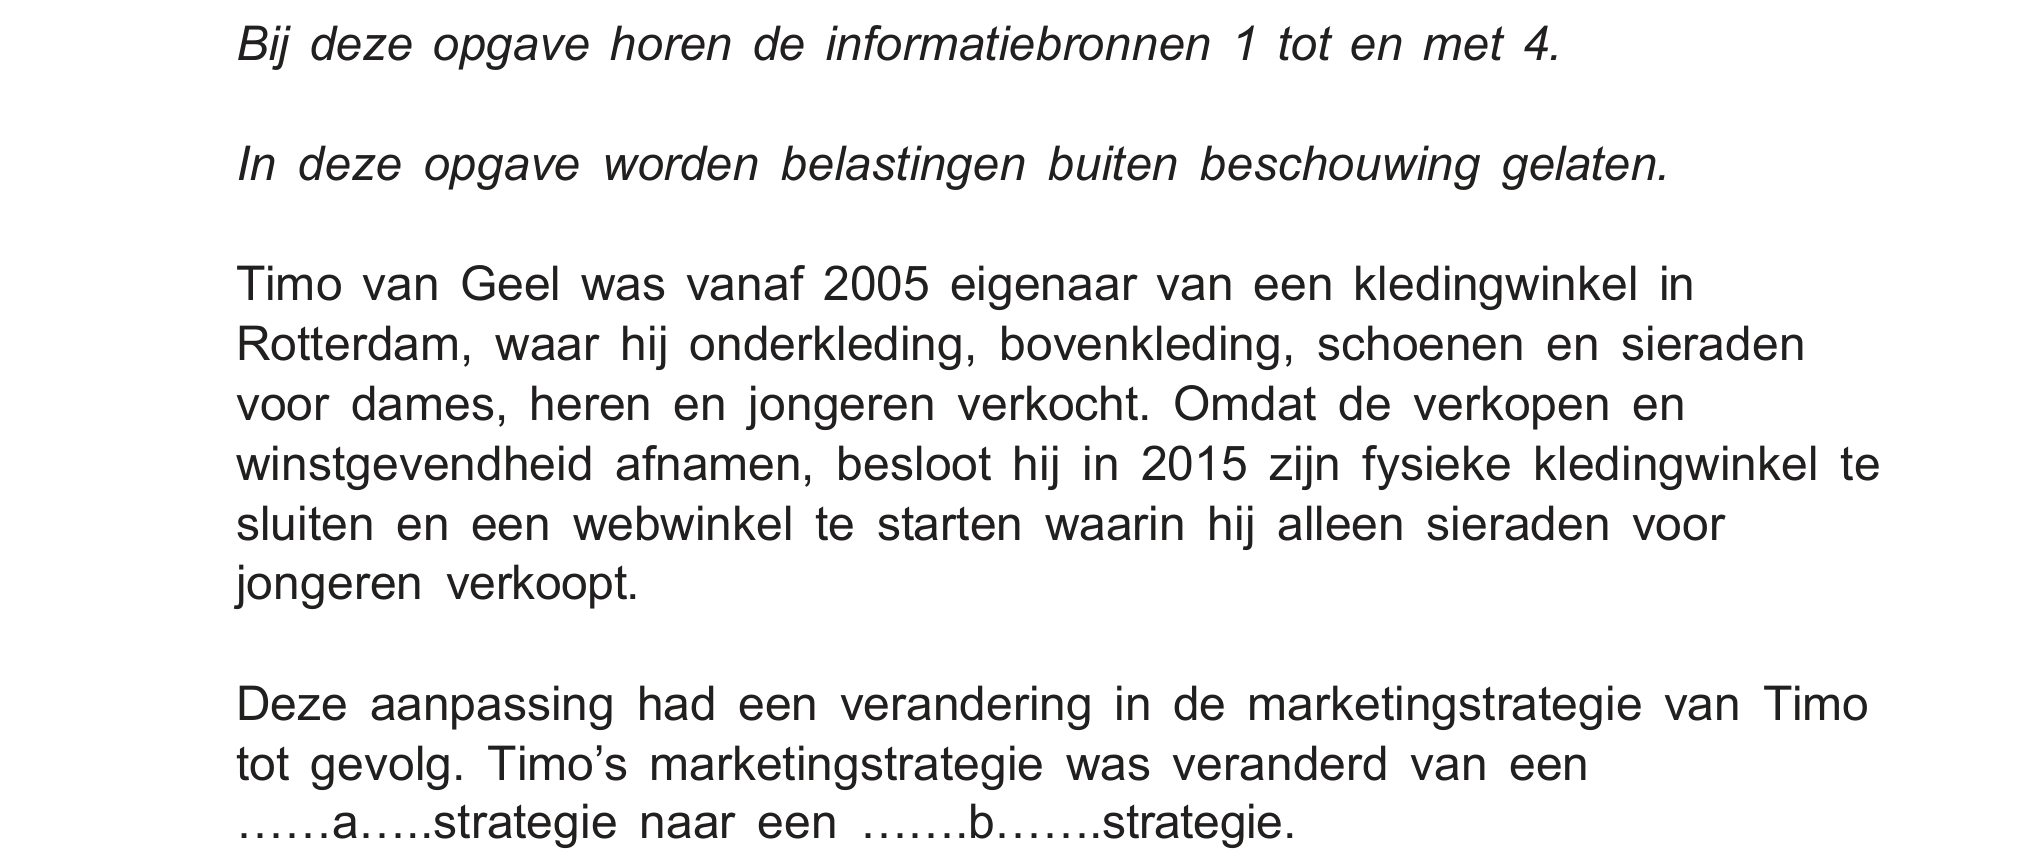 Bij deze opgave horen de informatiebronnen 1 tot en met 4.
In deze opgave worden belastingen buiten beschouwing gelaten.
Timo van Geel was vanaf 2005 eigenaar van een kledingwinkel in
Rotterdam, waar hij onderkleding, bovenkleding, schoenen en sieraden
voor dames, heren en jongeren verkocht. Omdat de verkopen en
winstgevendheid afnamen, besloot hij in 2015 zijn fysieke kledingwinkel te
sluiten en een webwinkel te starten waarin hij alleen sieraden voor
jongeren verkoopt.
Deze aanpassing had een verandering in de marketingstrategie van Timo
tot gevolg. Timo’s marketingstrategie was veranderd van een
……a…..strategie naar een …….b…….strategie.